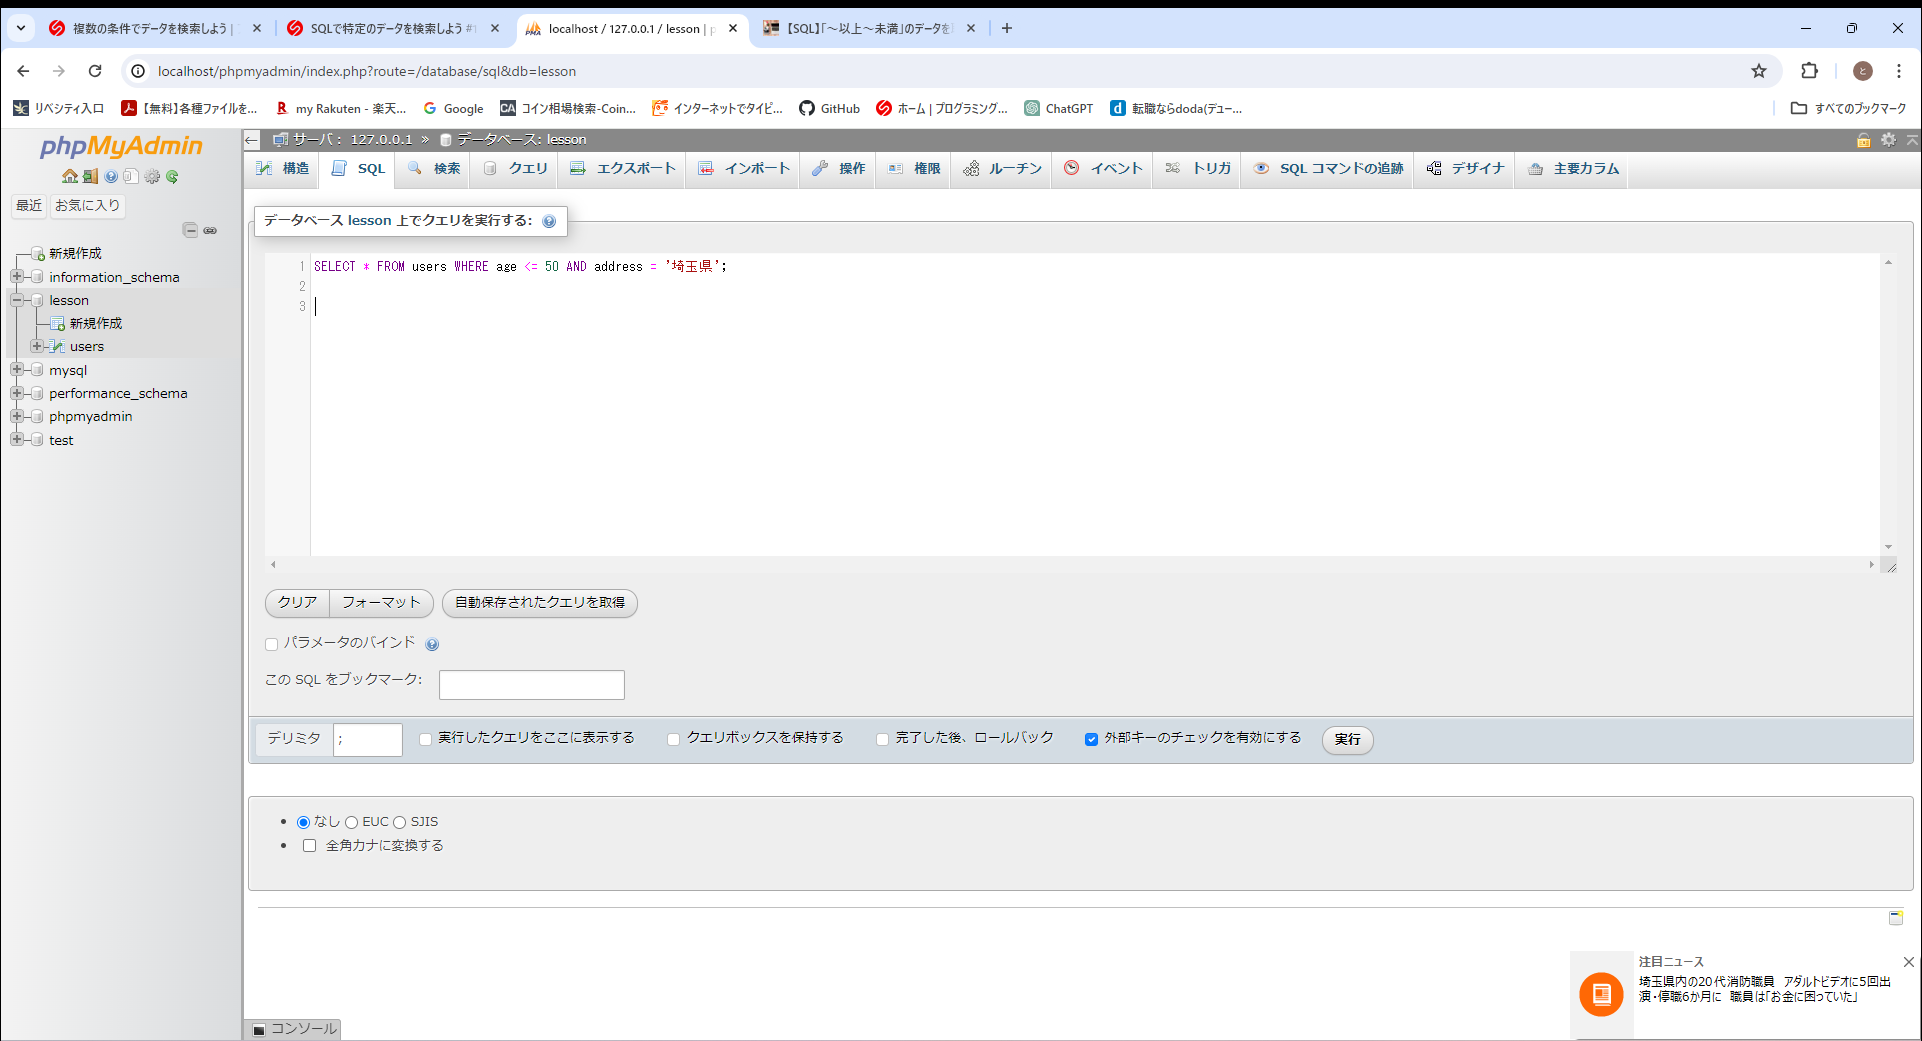 複数の条件でデータを検索しよう |
SQLで特定のデータを検索しよう #1
localhost / 127.0.0.1 / lesson | p
【SQL】「～以上～未満」のデータを
localhost/phpmyadmin/index.php?route=/database/sql&db=lesson
と
リベシティ入口
【無料】各種ファイルを...
my Rakuten - 楽天...
Google
コイン相場検索-Coin...
インターネットでタイピ...
GitHub
ホーム | プログラミング...
ChatGPT
転職ならdoda(デュー...
すべてのブックマーク
phpMyAdmin
サーバ: 127.0.0.1 » データベース: lesson
構造
SQL
検索
クエリ
エクスポート
インポート
操作
権限
ルーチン
イベント
トリガ
SQL コマンドの追跡
デザイナ
主要カラム
最近
お気に入り
新規作成
information_schema
lesson
新規作成
users
mysql
performance_schema
phpmyadmin
test
データベース lesson 上でクエリを実行する:
1 SELECT * FROM users WHERE age <= 50 AND address = '埼玉県';
2
3
クリア
フォーマット
自動保存されたクエリを取得
パラメータのバインド
この SQL をブックマーク:
デリミタ ;
実行したクエリをここに表示する
クエリボックスを保持する
完了した後、ロールバック
外部キーのチェックを有効にする
実行
なし EUC SJIS
全角カナに変換する
コンソール
注目ニュース
埼玉県内の20代消防職員　アダルトビデオに5回出
演・停職6か月に　職員は「お金に困っていた」